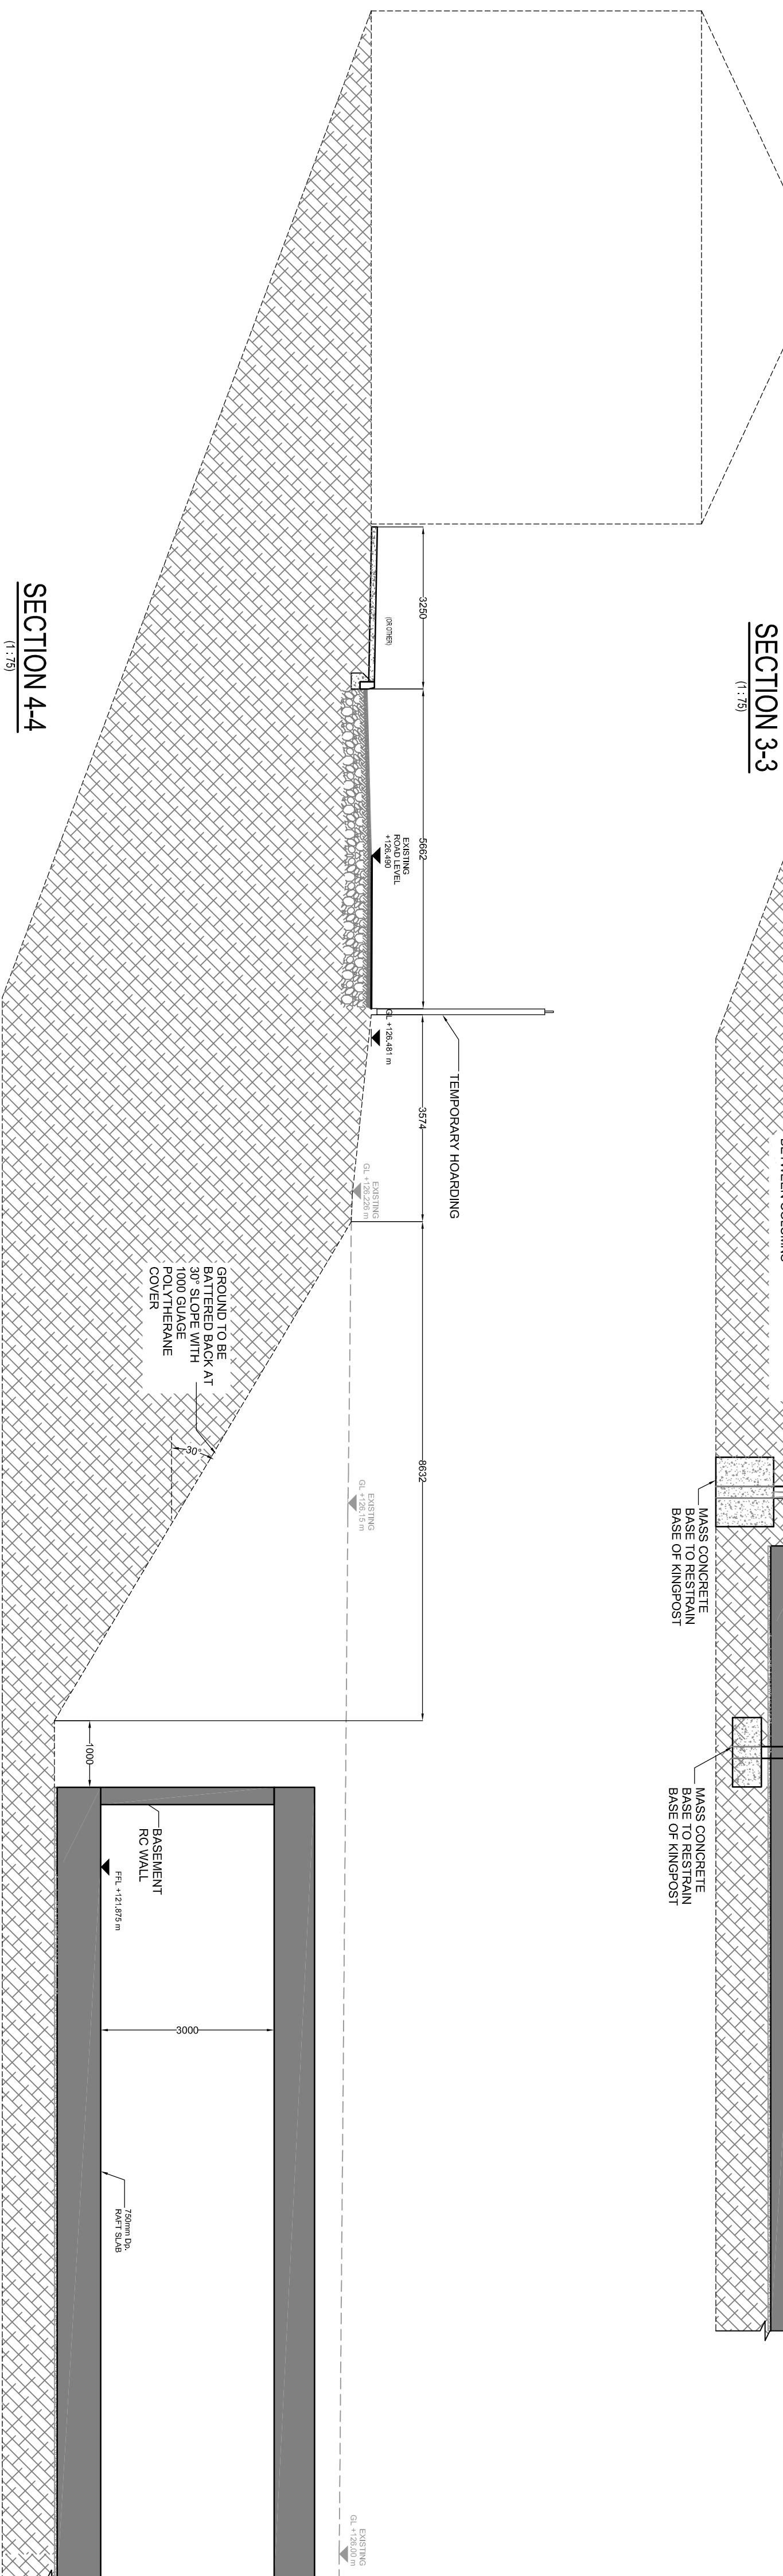 SECTION 3-3
(1 : 75)
BETWEEN COLUMNS
MASS CONCRETE
BASE TO RESTRAIN
BASE OF KINGPOST
MASS CONCRETE
BASE TO RESTRAIN
BASE OF KINGPOST
3250
5662
3574
8632
(OR OTHER)
EXISTING
ROAD LEVEL
+126.490
GL +126.481 m
TEMPORARY HOARDING
EXISTING
GL +126.226 m
EXISTING
GL +126.15 m
EXISTING
GL +126.00 m
GROUND TO BE
BATTERED BACK AT
30° SLOPE WITH
1000 GUAGE
POLYTHERANE
COVER
30°
1000
BASEMENT
RC WALL
FFL +121.875 m
3000
750mm Dp.
RAFT SLAB
SECTION 4-4
(1 : 75)